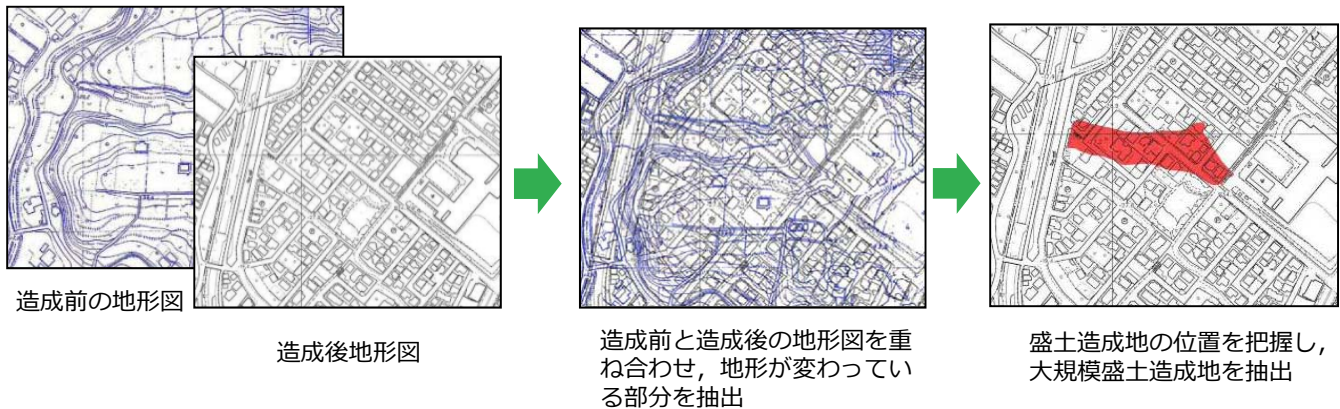 造成前の地形図
造成後地形図
造成前と造成後の地形図を重
ね合わせ，地形が変わってい
る部分を抽出
盛土造成地の位置を把握し，
大規模盛土造成地を抽出